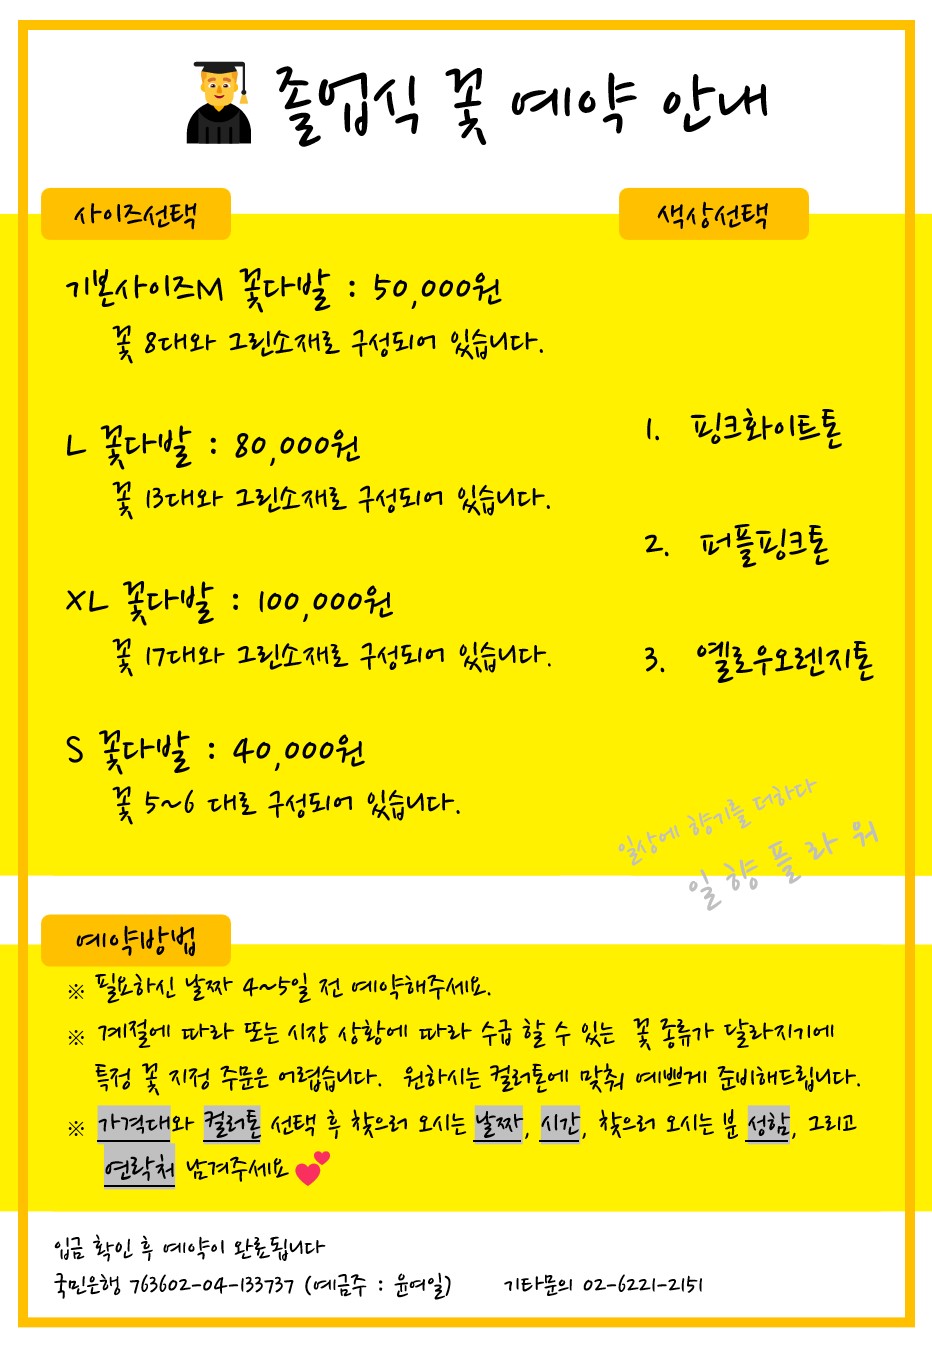 졸업식 꽃 예약 안내
사이즈선택
기본사이즈M 꽃다발 : 50,000원
꽃 8대와 그린소재로 구성되어 있습니다.
L 꽃다발 : 80,000원
꽃 13대와 그린소재로 구성되어 있습니다.
XL 꽃다발 : 100,000원
꽃 17대와 그린소재로 구성되어 있습니다.
S 꽃다발 : 40,000원
꽃 5~6 대로 구성되어 있습니다.
색상선택
1. 핑크화이트톤
2. 퍼플핑크톤
3. 옐로우오렌지톤
일상에 향기를 더하다
일향플라워
예약방법
※ 필요하신 날짜 4~5일 전 예약해주세요.
※ 계절에 따라 또는 시장 상황에 따라 수급 할 수 있는 꽃 종류가 달라지기에
특정 꽃 지정 주문은 어렵습니다. 원하시는 컬러톤에 맞춰 예쁘게 준비해드립니다.
※ 가격대와 컬러톤 선택 후 찾으러 오시는 날짜, 시간, 찾으러 오시는 분 성함, 그리고
연락처 남겨주세요
입금 확인 후 예약이 완료됩니다
국민은행 763602-04-133737 (예금주 : 윤여일) 기타문의 02-6221-2151